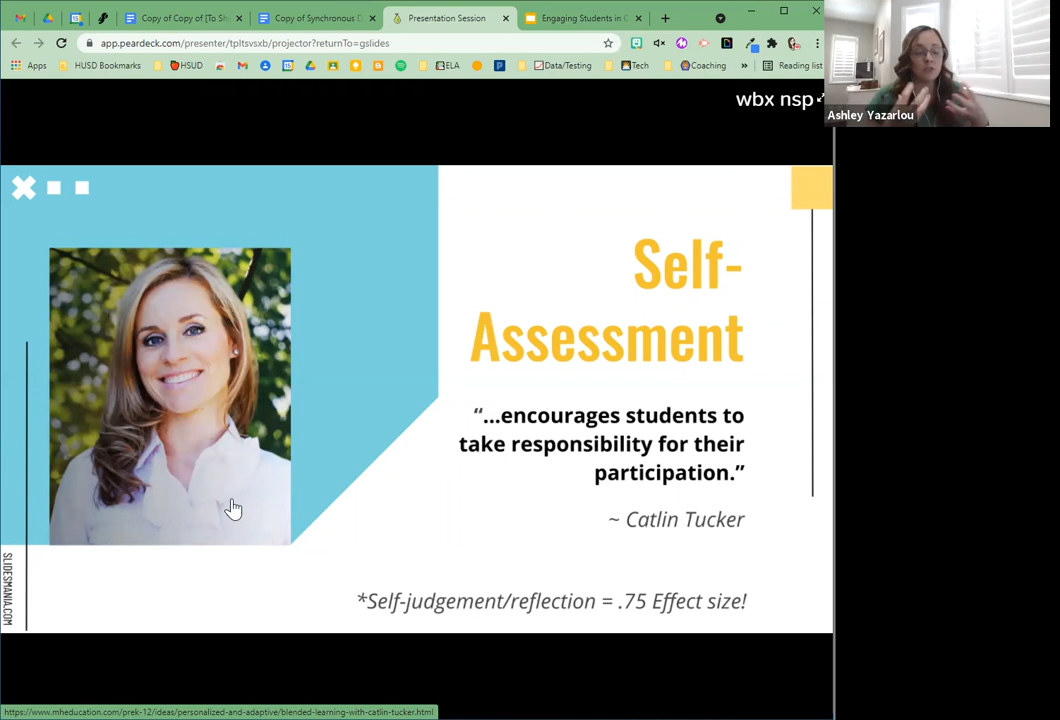 Copy of Copy of [To Sh
Copy of Synchronous D
Presentation Session
Engaging Students in C
app.peardeck.com/presenter/tpltsvsxb/projector?returnTo=gslides
Apps
HUSD Bookmarks
HSUD
ELA
Data/Testing
Tech
Coaching
»
Reading list
wbx nsp
Ashley Yazarlou
Self-
Assessment
“...encourages students to
take responsibility for their
participation.”
~ Catlin Tucker
*Self-judgement/reflection = .75 Effect size!
SLIDESMANIA.COM
https://www.mheducation.com/prek-12/ideas/personalized-and-adaptive/blended-learning-with-catlin-tucker.html